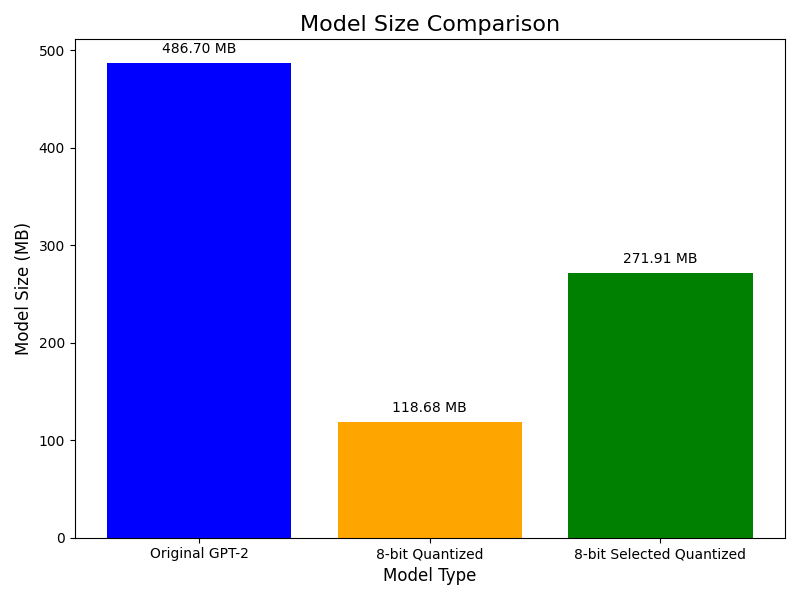 Model Size Comparison
486.70 MB
118.68 MB
271.91 MB
500
400
300
200
100
0
Model Size (MB)
Original GPT-2
8-bit Quantized
8-bit Selected Quantized
Model Type